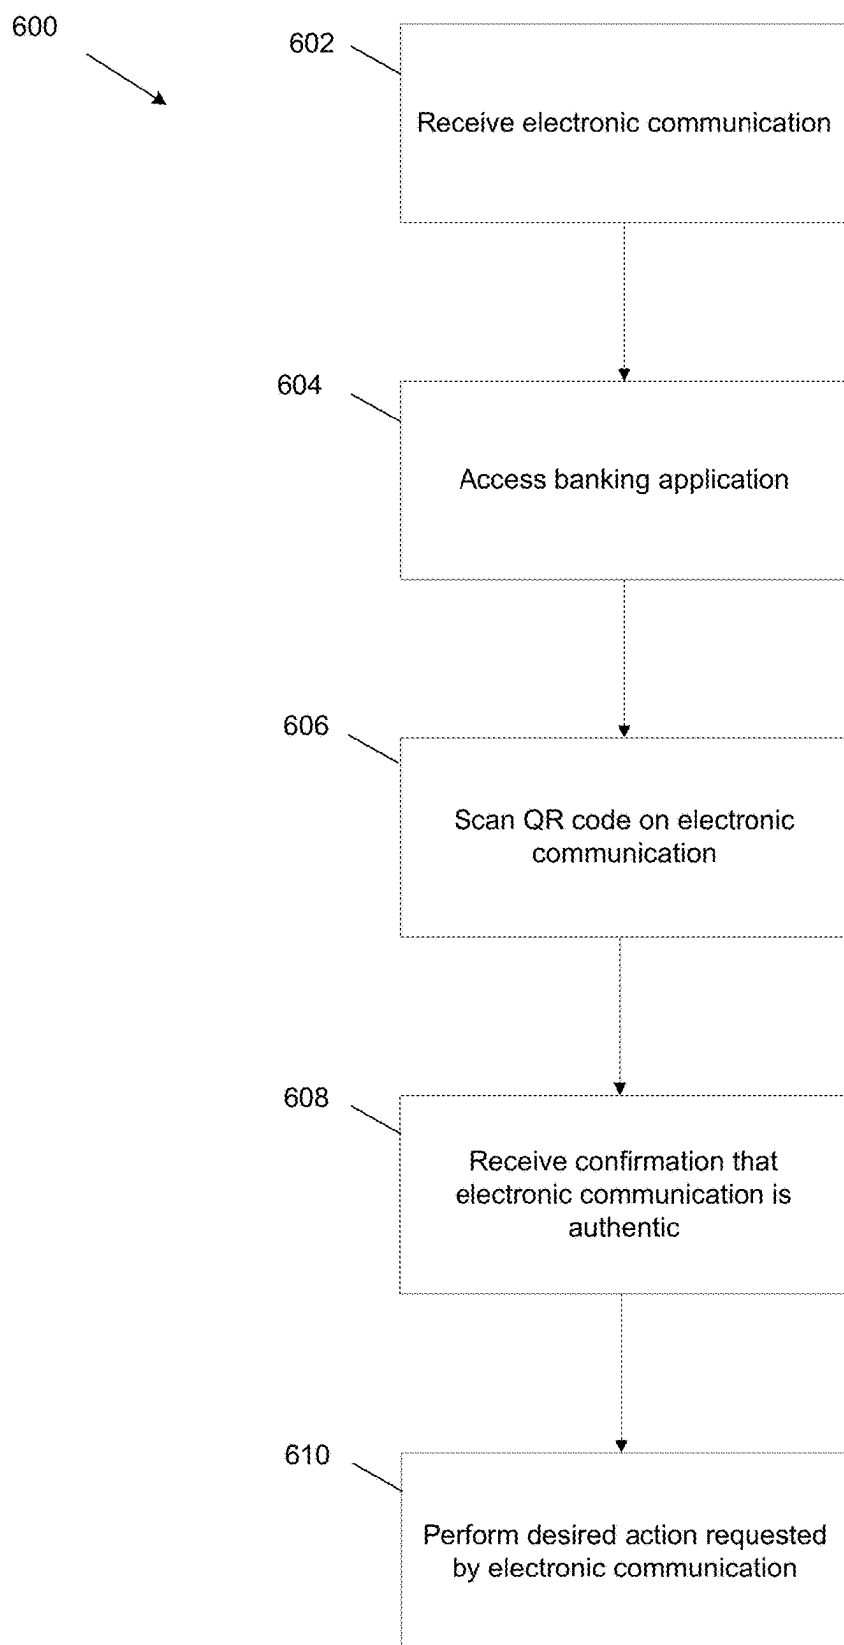 600
602
Receive electronic communication
604
Access banking application
606
Scan QR code on electronic
communication
608
Receive confirmation that
electronic communication is
authentic
610
Perform desired action requested
by electronic communication